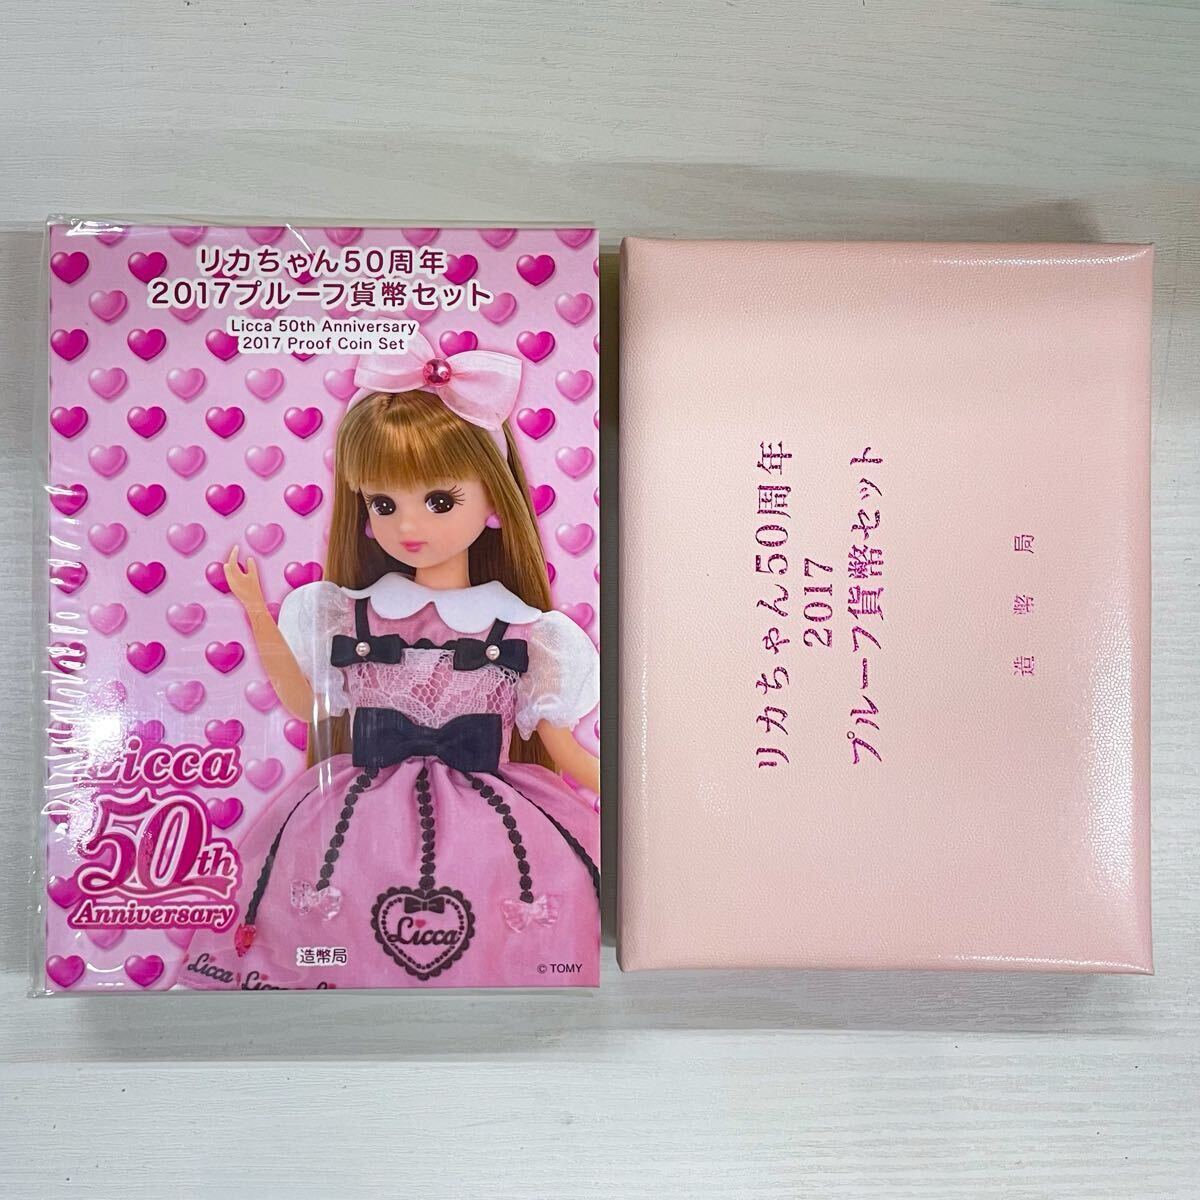 リカちゃん50周年
2017プルーフ貨幣セット
Licca 50th Anniversary
2017 Proof Coin Set
Licca
50th
Anniversary
Licca
Licca
造幣局
© TOMY
リカちゃん50周年
2017
プルーフ貨幣セット
造幣局